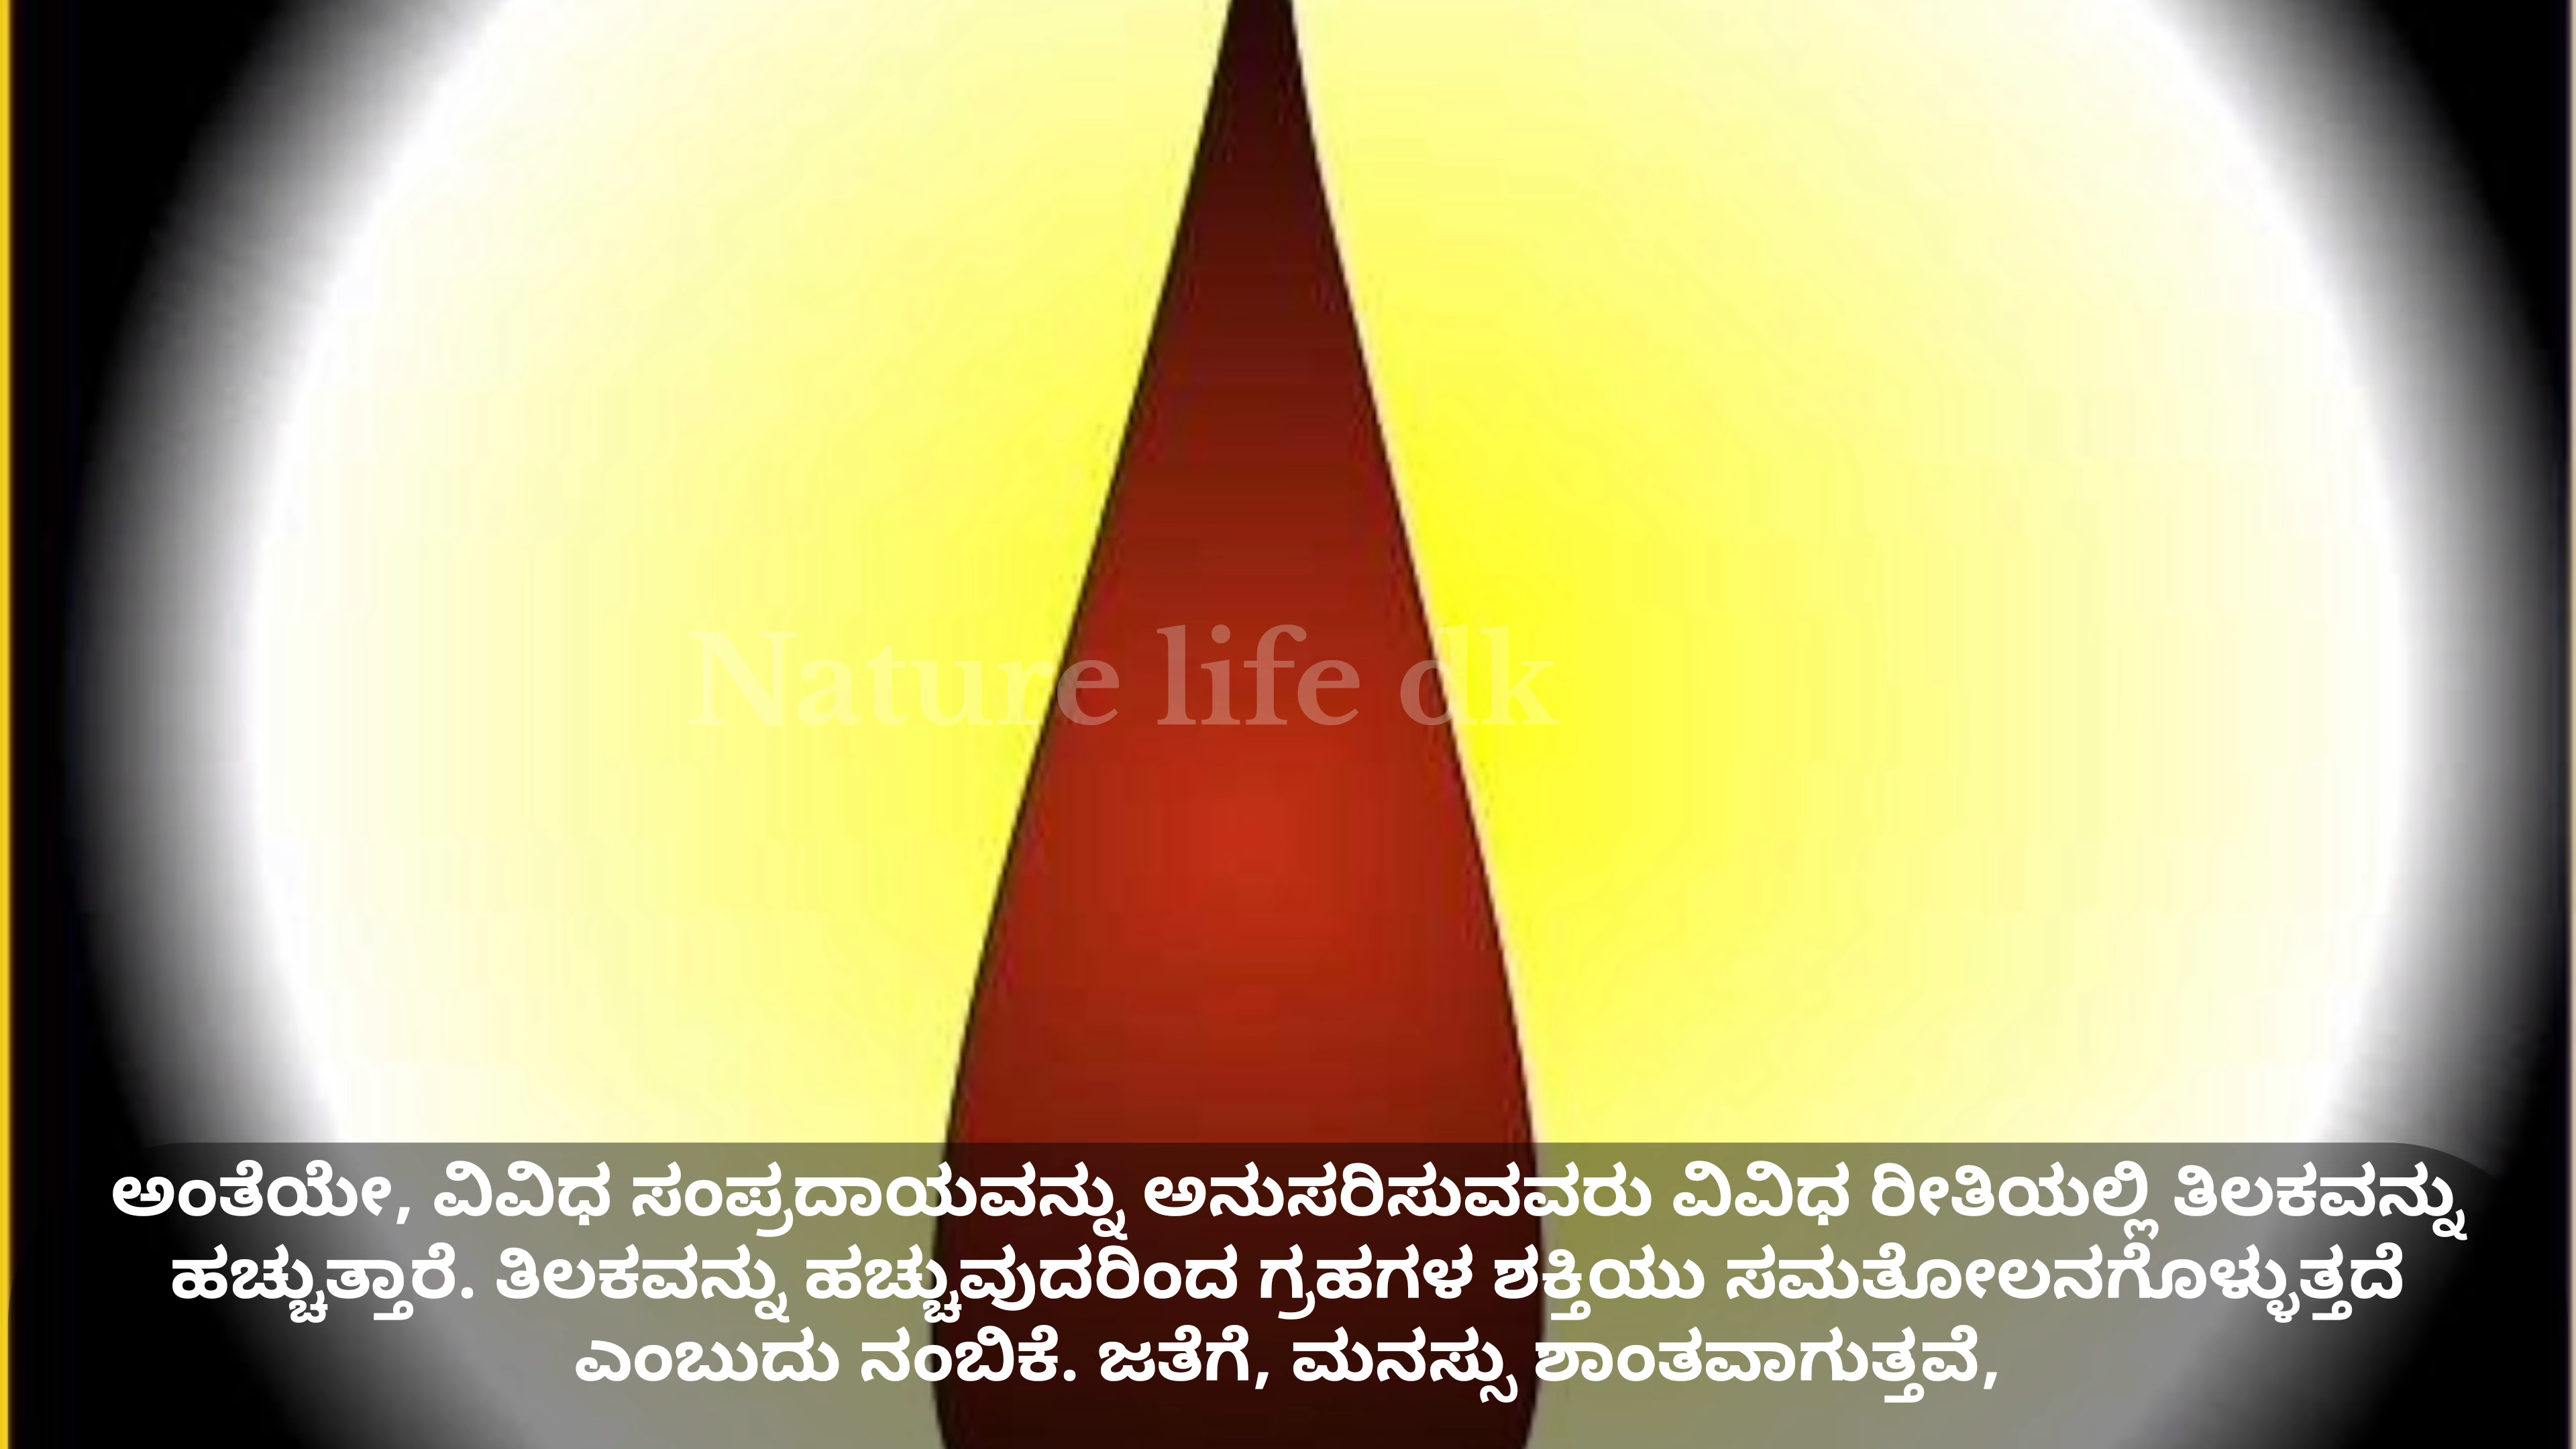 Nature life dk
ಅಂತೆಯೇ, ವಿವಿಧ ಸಂಪ್ರದಾಯವನ್ನು ಅನುಸರಿಸುವವರು ವಿವಿಧ ರೀತಿಯಲ್ಲಿ ತಿಲಕವನ್ನು
ಹಚ್ಚುತ್ತಾರೆ. ತಿಲಕವನ್ನು ಹಚ್ಚುವುದರಿಂದ ಗ್ರಹಗಳ ಶಕ್ತಿಯು ಸಮತೋಲನಗೊಳ್ಳುತ್ತದೆ
ಎಂಬುದು ನಂಬಿಕೆ. ಜತೆಗೆ, ಮನಸ್ಸು ಶಾಂತವಾಗುತ್ತವೆ,